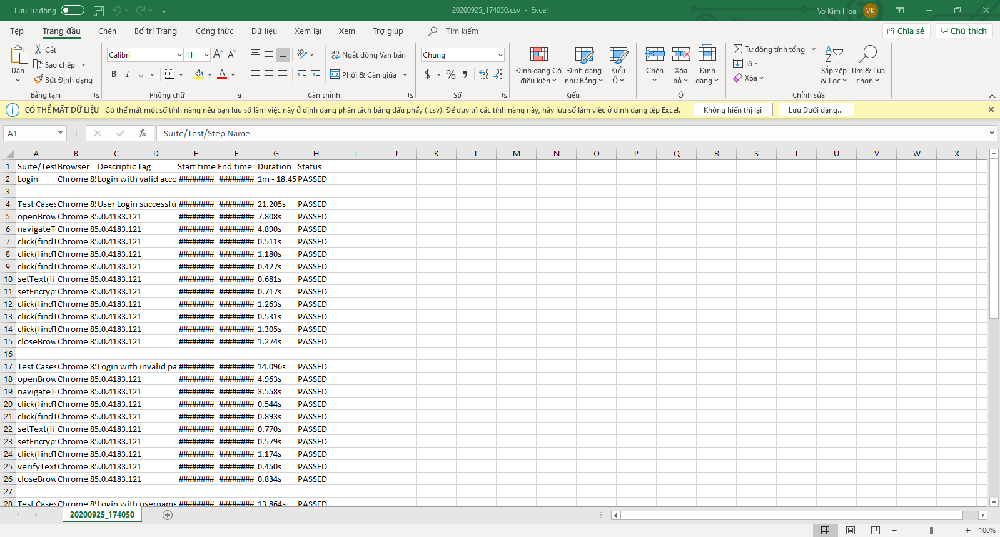 Lưu Tự động
20200925_174050.csv - Excel
Vo Kim Hoa VK
Tệp Trang đầu Chèn Bố trí Trang Công thức Dữ liệu Xem lại Xem Trợ giúp Tìm kiếm Chia sẻ Chú thích
Dán
Cắt
Sao chép
Bút Định dạng
Bảng tạm
Calibri 11
B I U
Phông chữ
Ngắt dòng Văn bản
Phối & Căn giữa
Căn chỉnh
Chung
$ % 9
Số
Định dạng Có
điều kiện
Định dạng
như Bảng
Kiểu
Ô
Kiểu
Chèn
Xóa
bỏ
Định
dạng
Ô
Tự động tính tổng
Tô
Xóa
Sắp xếp
& Lọc
Tìm & Lựa
chọn
Chỉnh sửa
CÓ THỂ MẤT DỮ LIỆU Có thể mất một số tính năng nếu bạn lưu sổ làm việc này ở định dạng phân tách bằng dấu phẩy (.csv). Để duy trì các tính năng này, hãy lưu sổ làm việc ở định dạng tệp Excel. Không hiển thị lại Lưu Dưới dạng...
A1 fx Suite/Test/Step Name
A B C D E F G H I J K L M N O P Q R S T U V W X
1 Suite/Test Browser Descriptic Tag Start time End time Duration Status
2 Login Chrome 85 Login with valid acco ######## ######## 1m - 18.45 PASSED
3
4 Test Cases Chrome 85 User Login successfu ######## ######## 21.205s PASSED
5 openBrow Chrome 85.0.4183.121 ######## ######## 7.808s PASSED
6 navigateTo Chrome 85.0.4183.121 ######## ######## 4.890s PASSED
7 click(findT Chrome 85.0.4183.121 ######## ######## 0.511s PASSED
8 click(findT Chrome 85.0.4183.121 ######## ######## 1.180s PASSED
9 click(findT Chrome 85.0.4183.121 ######## ######## 0.427s PASSED
10 setText(fi Chrome 85.0.4183.121 ######## ######## 0.681s PASSED
11 setEncryp Chrome 85.0.4183.121 ######## ######## 0.717s PASSED
12 click(findT Chrome 85.0.4183.121 ######## ######## 1.263s PASSED
13 click(findT Chrome 85.0.4183.121 ######## ######## 0.531s PASSED
14 click(findT Chrome 85.0.4183.121 ######## ######## 1.305s PASSED
15 closeBrow Chrome 85.0.4183.121 ######## ######## 1.274s PASSED
16
17 Test Cases Chrome 85 Login with invalid pa ######## ######## 14.096s PASSED
18 openBrow Chrome 85.0.4183.121 ######## ######## 4.963s PASSED
19 navigateTo Chrome 85.0.4183.121 ######## ######## 3.558s PASSED
20 click(findT Chrome 85.0.4183.121 ######## ######## 0.544s PASSED
21 click(findT Chrome 85.0.4183.121 ######## ######## 0.893s PASSED
22 setText(fi Chrome 85.0.4183.121 ######## ######## 0.770s PASSED
23 setEncryp Chrome 85.0.4183.121 ######## ######## 0.579s PASSED
24 click(findT Chrome 85.0.4183.121 ######## ######## 1.174s PASSED
25 verifyText Chrome 85.0.4183.121 ######## ######## 0.450s PASSED
26 closeBrow Chrome 85.0.4183.121 ######## ######## 0.834s PASSED
27
28 Test Cases Chrome 85 Login with username ######## ######## 13.864s PASSED
20200925_174050
100%